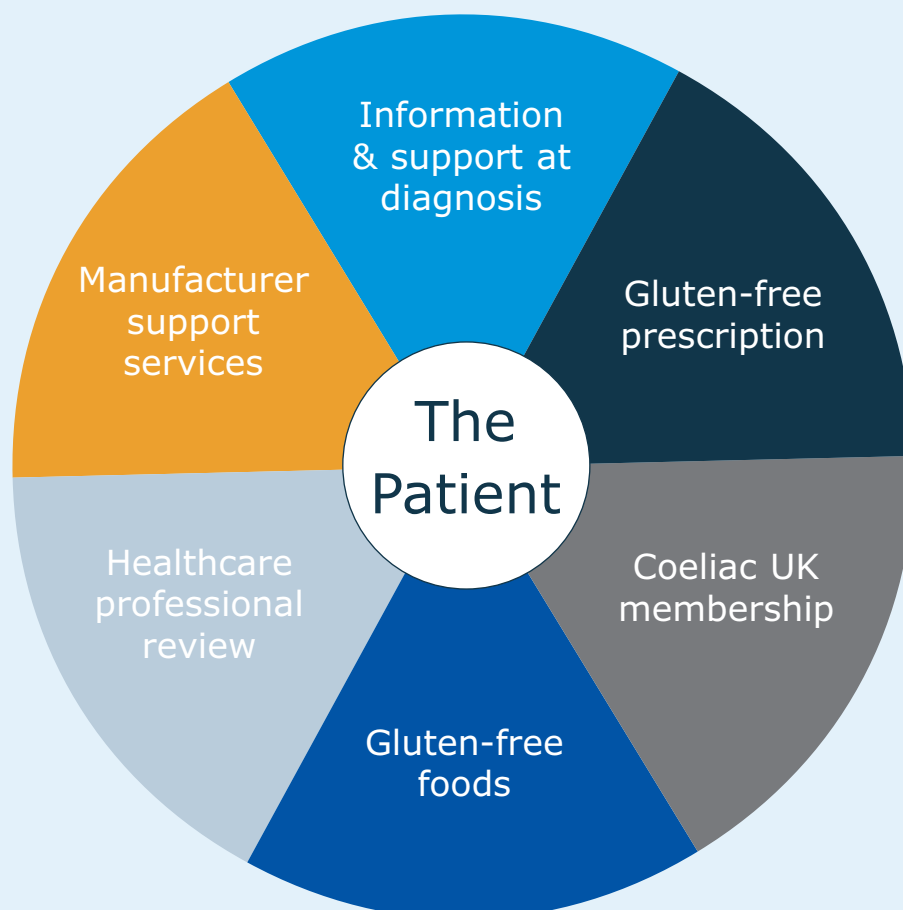 Information
& support at
diagnosis
Gluten-free
prescription
Coeliac UK
membership
Gluten-free
foods
Healthcare
professional
review
Manufacturer
support
services
The
Patient